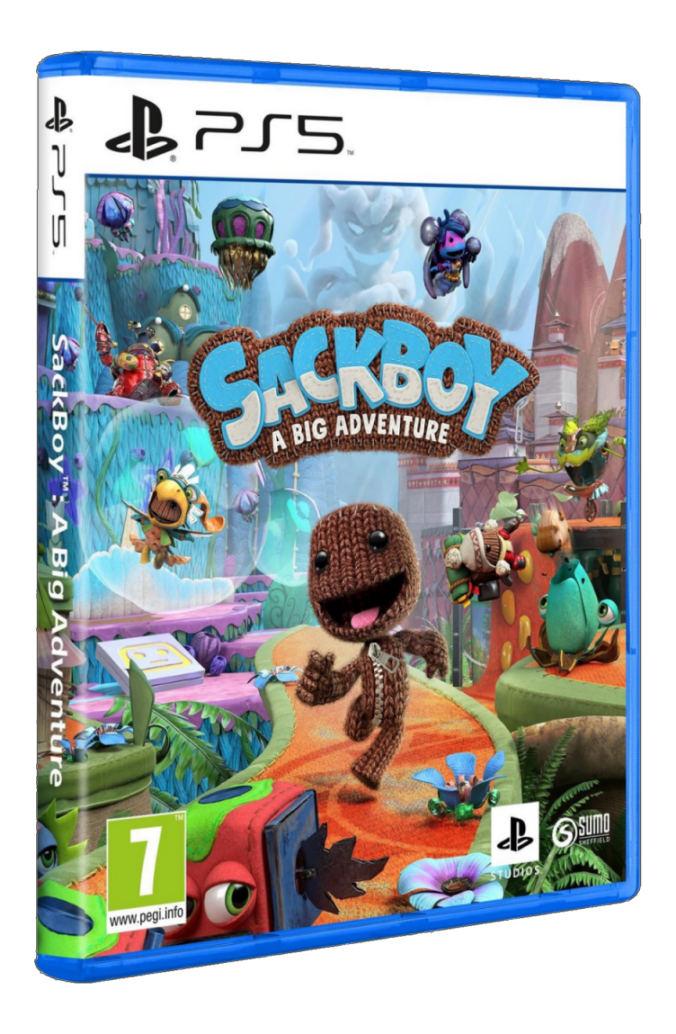 PS5
PS5
SackBoy™: A Big Adventure
SACKBOY
A BIG ADVENTURE
7
www.pegi.info
STUDIOS
SUMO
SHEFFIELD